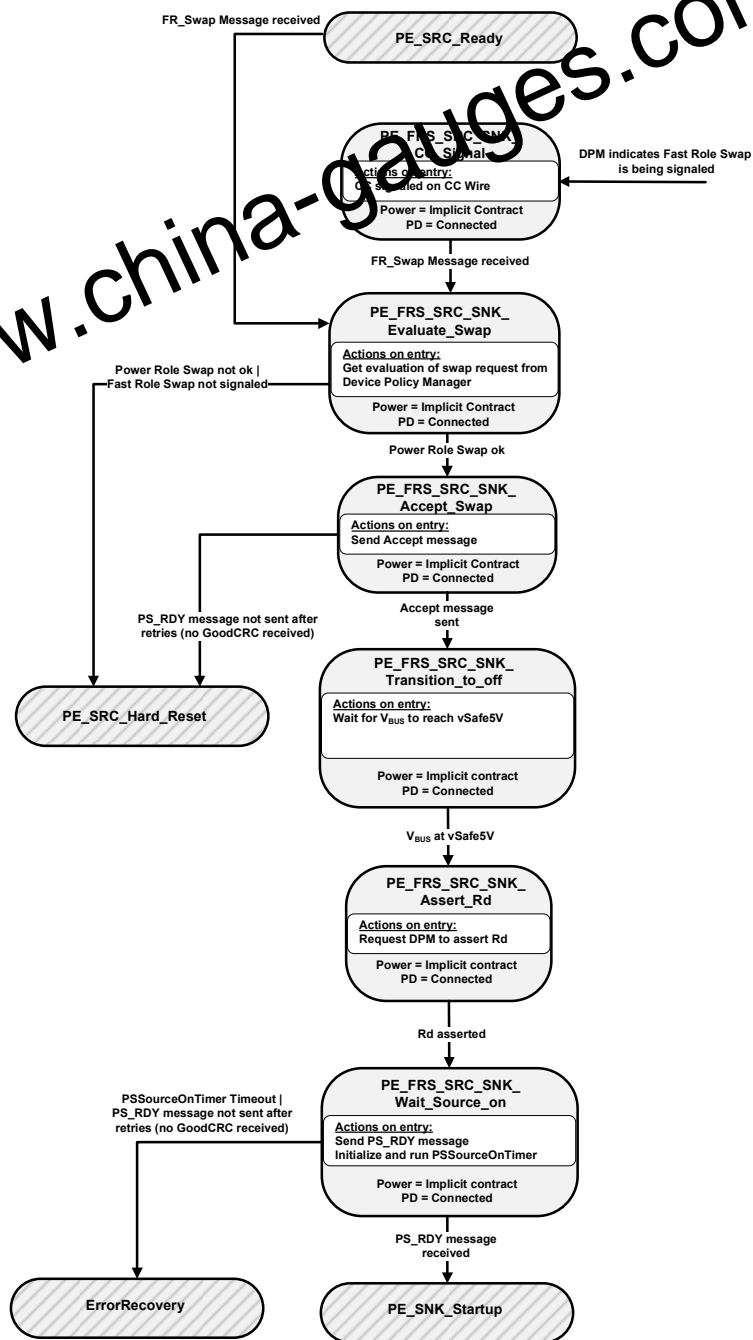 FR_Swap Message received
PE_SRC_Ready
PE_FRS_SRC_SNK_
CC_Signal
DPM indicates Fast Role Swap
is being signaled
Actions on entry:
CC signaled on CC Wire
Power = Implicit Contract
PD = Connected
FR_Swap Message received
PE_FRS_SRC_SNK_
Evaluate_Swap
Actions on entry:
Get evaluation of swap request from
Device Policy Manager
Power = Implicit Contract
PD = Connected
Power Role Swap not ok |
Fast Role Swap not signaled
Power Role Swap ok
PE_FRS_SRC_SNK_
Accept_Swap
Actions on entry:
Send Accept message
Power = Implicit Contract
PD = Connected
PS_RDY message not sent after
retries (no GoodCRC received)
Accept message
sent
PE_SRC_Hard_Reset
PE_FRS_SRC_SNK_
Transition_to_off
Actions on entry:
Wait for VBUS to reach vSafe5V
Power = Implicit contract
PD = Connected
VBUS at vSafe5V
PE_FRS_SRC_SNK_
Assert_Rd
Actions on entry:
Request DPM to assert Rd
Power = Implicit contract
PD = Connected
Rd asserted
PE_FRS_SRC_SNK_
Wait_Source_on
Actions on entry:
Send PS_RDY message
Initialize and run PSSourceOnTimer
Power = Implicit contract
PD = Connected
PSSourceOnTimer Timeout |
PS_RDY message not sent after
retries (no GoodCRC received)
PS_RDY message
received
ErrorRecovery
PE_SNK_Startup
w.china-gauges.com